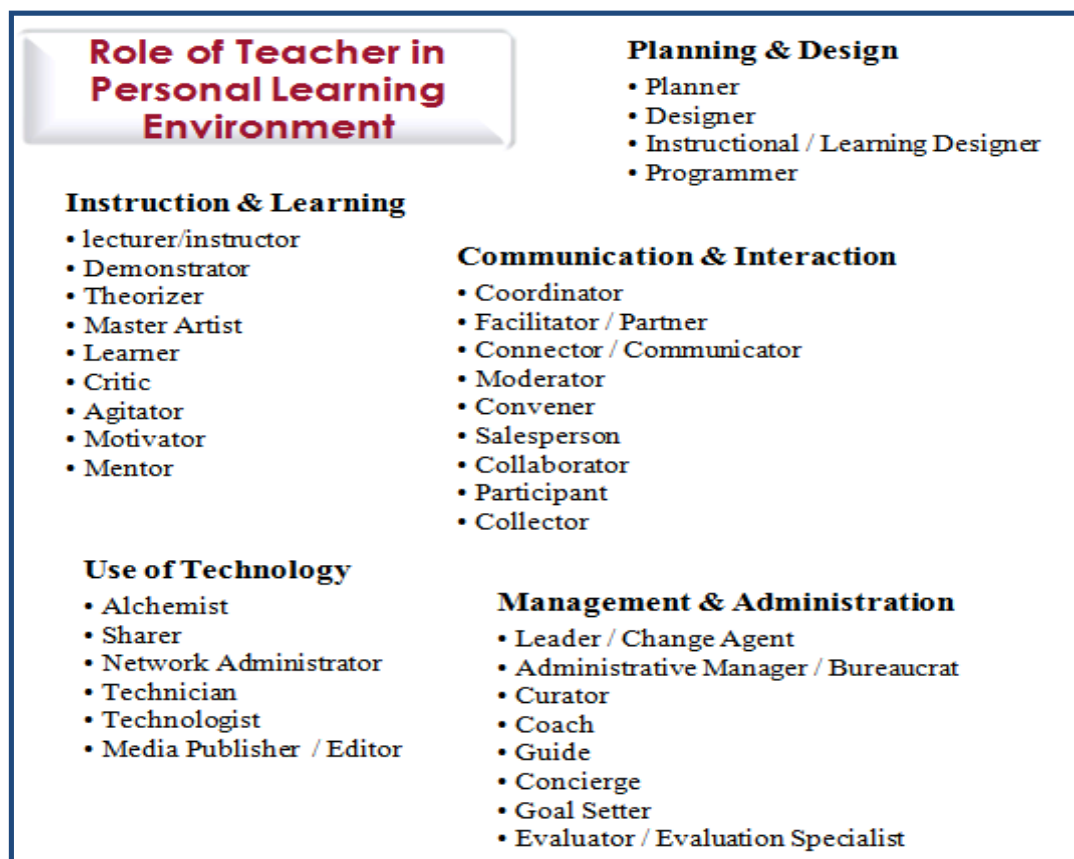 Role of Teacher in
Personal Learning
Environment
Planning & Design
• Planner
• Designer
• Instructional / Learning Designer
• Programmer
Instruction & Learning
• lecturer/instructor
• Demonstrator
• Theorizer
• Master Artist
• Learner
• Critic
• Agitator
• Motivator
• Mentor
Communication & Interaction
• Coordinator
• Facilitator / Partner
• Connector / Communicator
• Moderator
• Convener
• Salesperson
• Collaborator
• Participant
• Collector
Use of Technology
• Alchemist
• Sharer
• Network Administrator
• Technician
• Technologist
• Media Publisher / Editor
Management & Administration
• Leader / Change Agent
• Administrative Manager / Bureaucrat
• Curator
• Coach
• Guide
• Concierge
• Goal Setter
• Evaluator / Evaluation Specialist